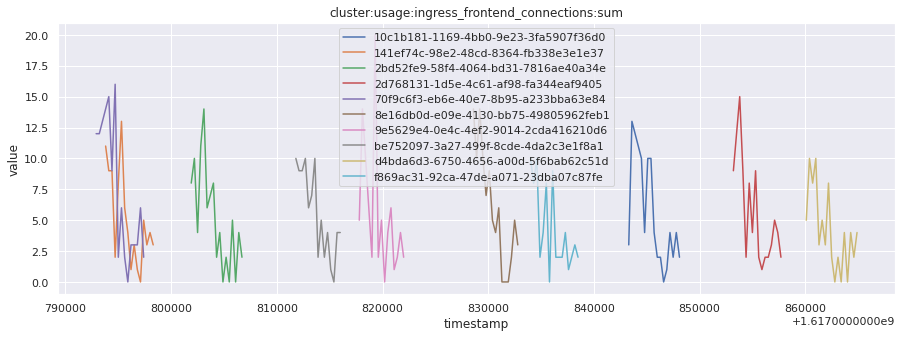 cluster:usage:ingress_frontend_connections:sum
20.0
17.5
15.0
12.5
10.0
7.5
5.0
2.5
0.0
value
10c1b181-1169-4bb0-9e23-3fa5907f36d0
141ef74c-98e2-48cd-8364-fb338e3e1e37
2bd52fe9-58f4-4064-bd31-7816ae40a34e
2d768131-1d5e-4c61-af98-fa344eaf9405
70f9c6f3-eb6e-40e7-8b95-a233bba63e84
8e16db0d-e09e-4130-bb75-49805962feb1
9e5629e4-0e4c-4ef2-9014-2cda416210d6
be752097-3a27-499f-8cde-4da2c3e1f8a1
d4bda6d3-6750-4656-a00d-5f6bab62c51d
f869ac31-92ca-47de-a071-23dba07c87fe
790000 800000 810000 820000 830000 840000 850000 860000
timestamp
+1.6170000000e9